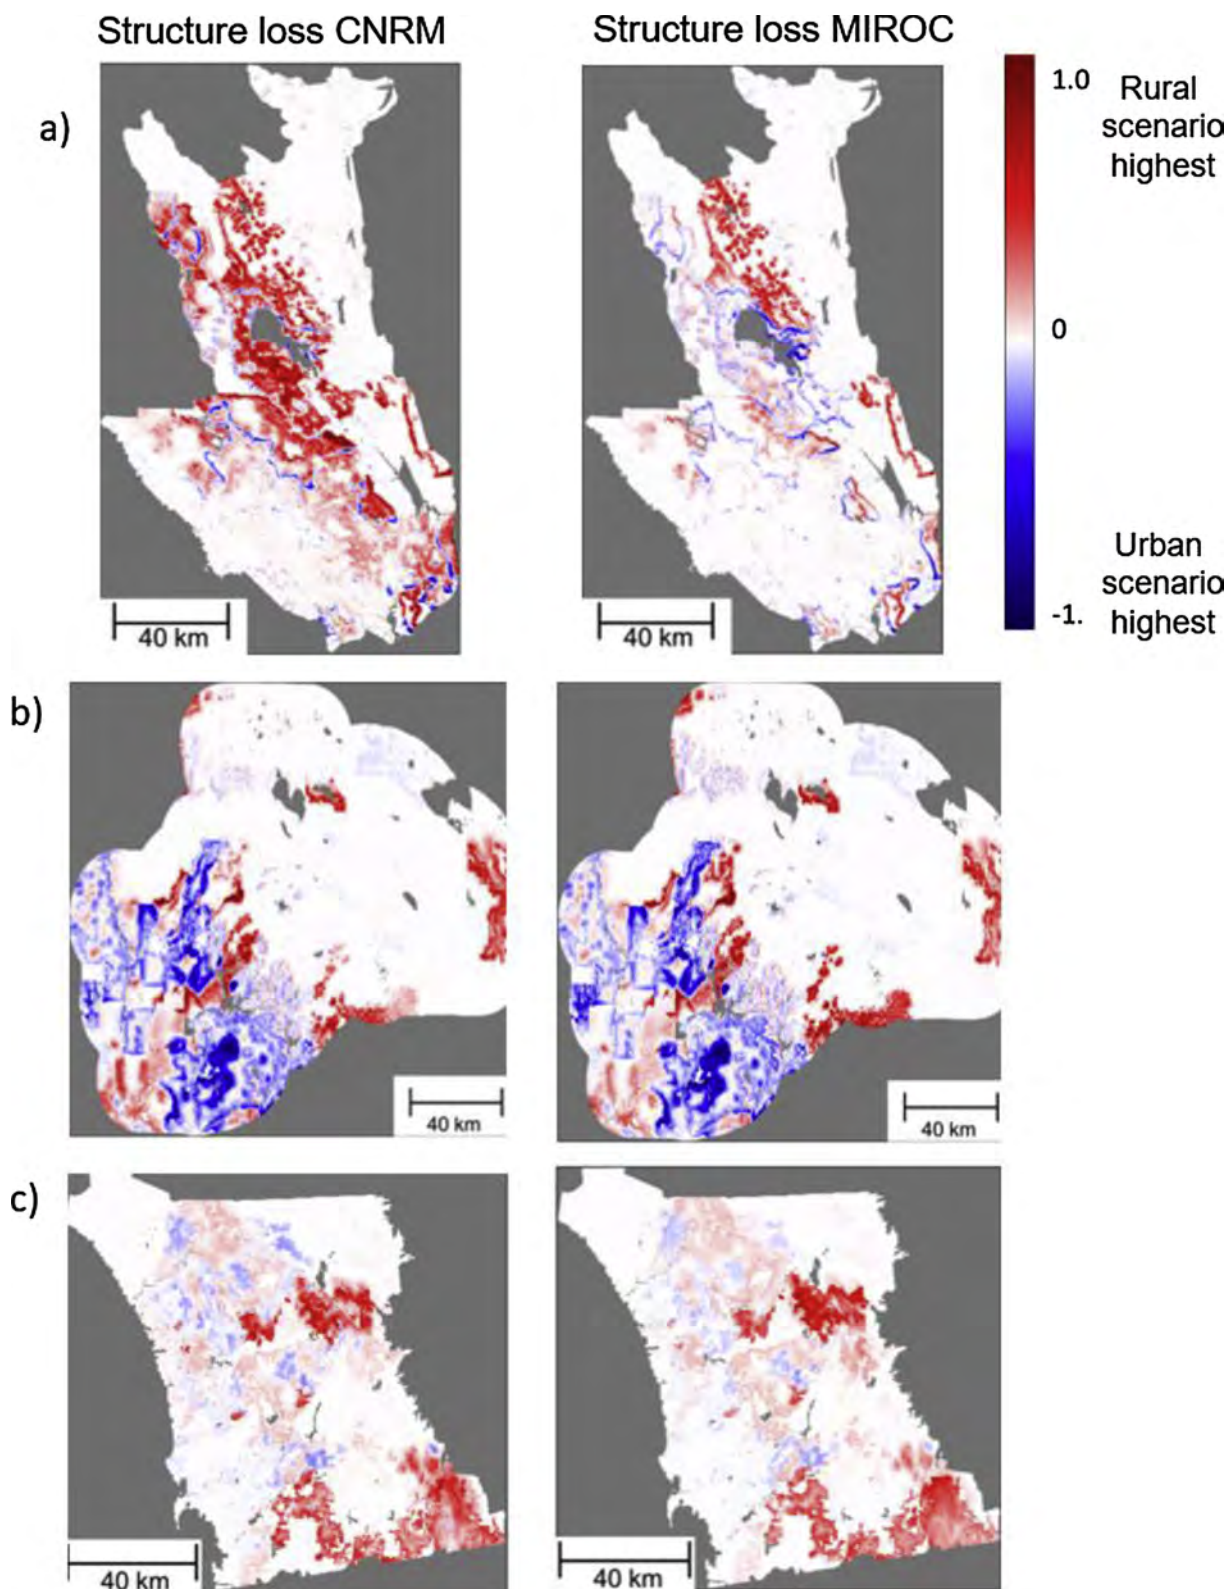 Structure loss CNRM
Structure loss MIROC
a)
1.0
Rural
scenario
highest
0
Urban
scenario
highest
-1.
40 km
40 km
b)
40 km
40 km
c)
40 km
40 km